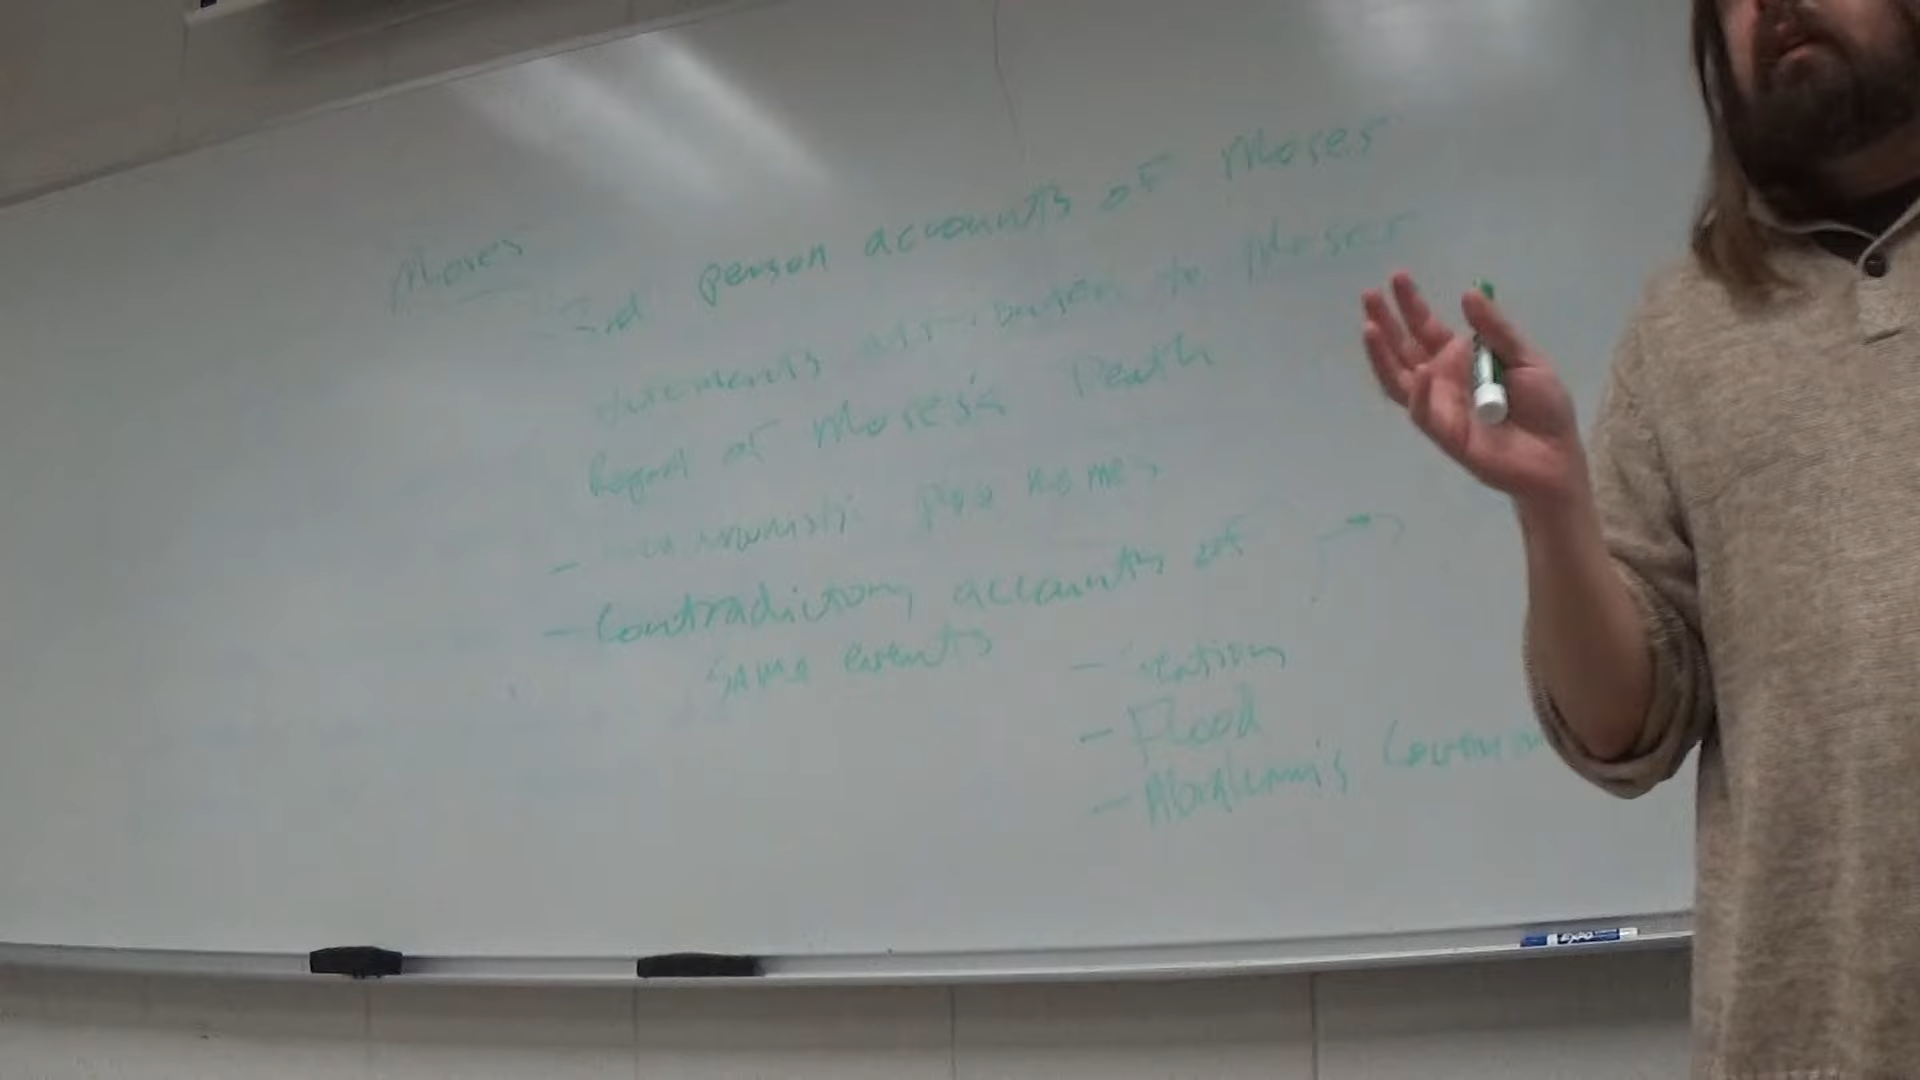 Moses
- 3rd person accounts of Moses
statements attributed to Moses
Report of Moses's Death
- place names
- Contradictory accounts of
same events
- Creation
- Flood
- Abraham's
EXPO